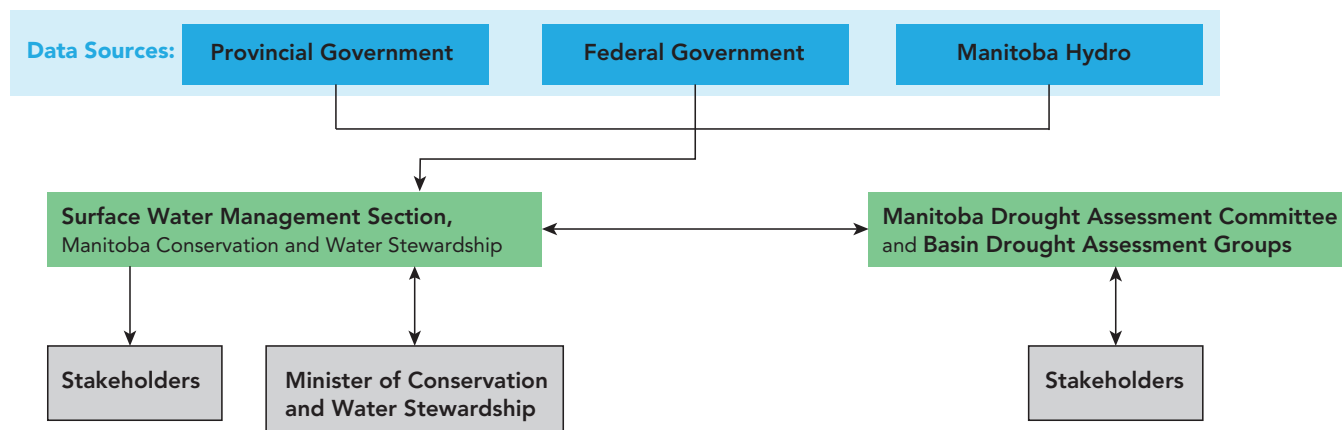 Data Sources:
Provincial Government
Federal Government
Manitoba Hydro
Surface Water Management Section,
Manitoba Conservation and Water Stewardship
Manitoba Drought Assessment Committee
and Basin Drought Assessment Groups
Stakeholders
Minister of Conservation
and Water Stewardship
Stakeholders